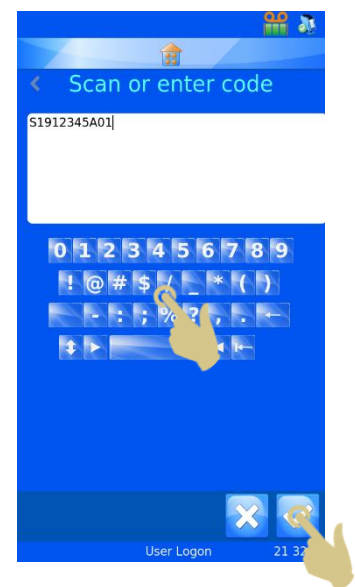 Scan or enter code
S1912345A01
0 1 2 3 4 5 6 7 8 9
! @ # $ / _ * ( )
- : ; % ? , . ←
User Logon 21 32